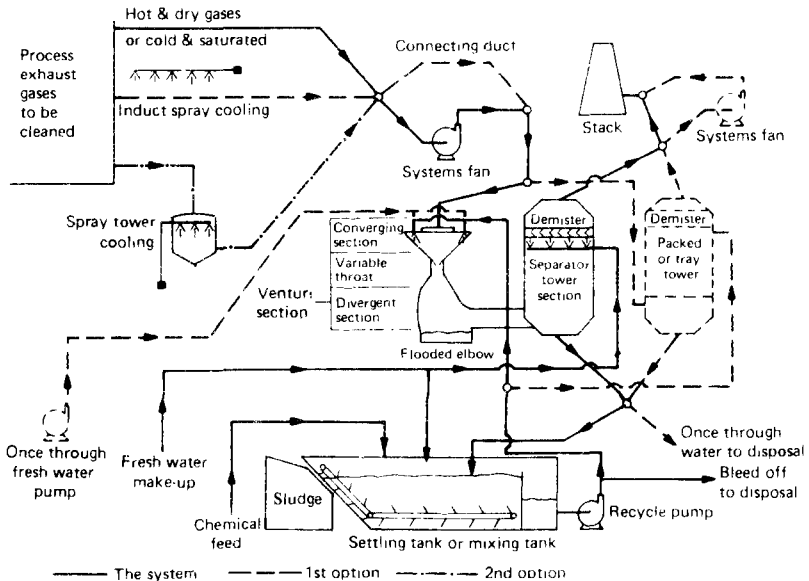 Hot & dry gases
or cold & saturated
Process
exhaust
gases
to be
cleaned
Induct spray cooling
Connecting duct
Systems fan
Stack
Systems fan
Spray tower
cooling
Converging
section
Variable
throat
Divergent
section
Venturi
section
Flooded elbow
Demister
Separator
tower
section
Demister
Packed
or tray
tower
Once through
fresh water
pump
Fresh water
make-up
Chemical
feed
Sludge
Settling tank or mixing tank
Recycle pump
Once through
water to disposal
Bleed off
to disposal
The system
1st option
2nd option